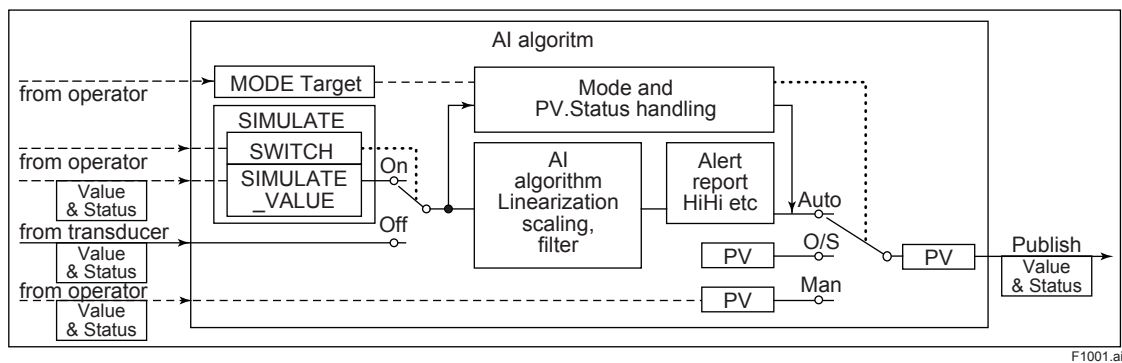 AI algoritm
from operator
MODE Target
Mode and
PV.Status handling
SIMULATE
from operator
SWITCH
SIMULATE
_VALUE
Value
& Status
On
Off
AI
algorithm
Linearization
scaling,
filter
Alert
report
HiHi etc
Auto
from transducer
Value
& Status
PV
O/S
PV
Publish
Value
& Status
from operator
Value
& Status
PV
Man
F1001.ai